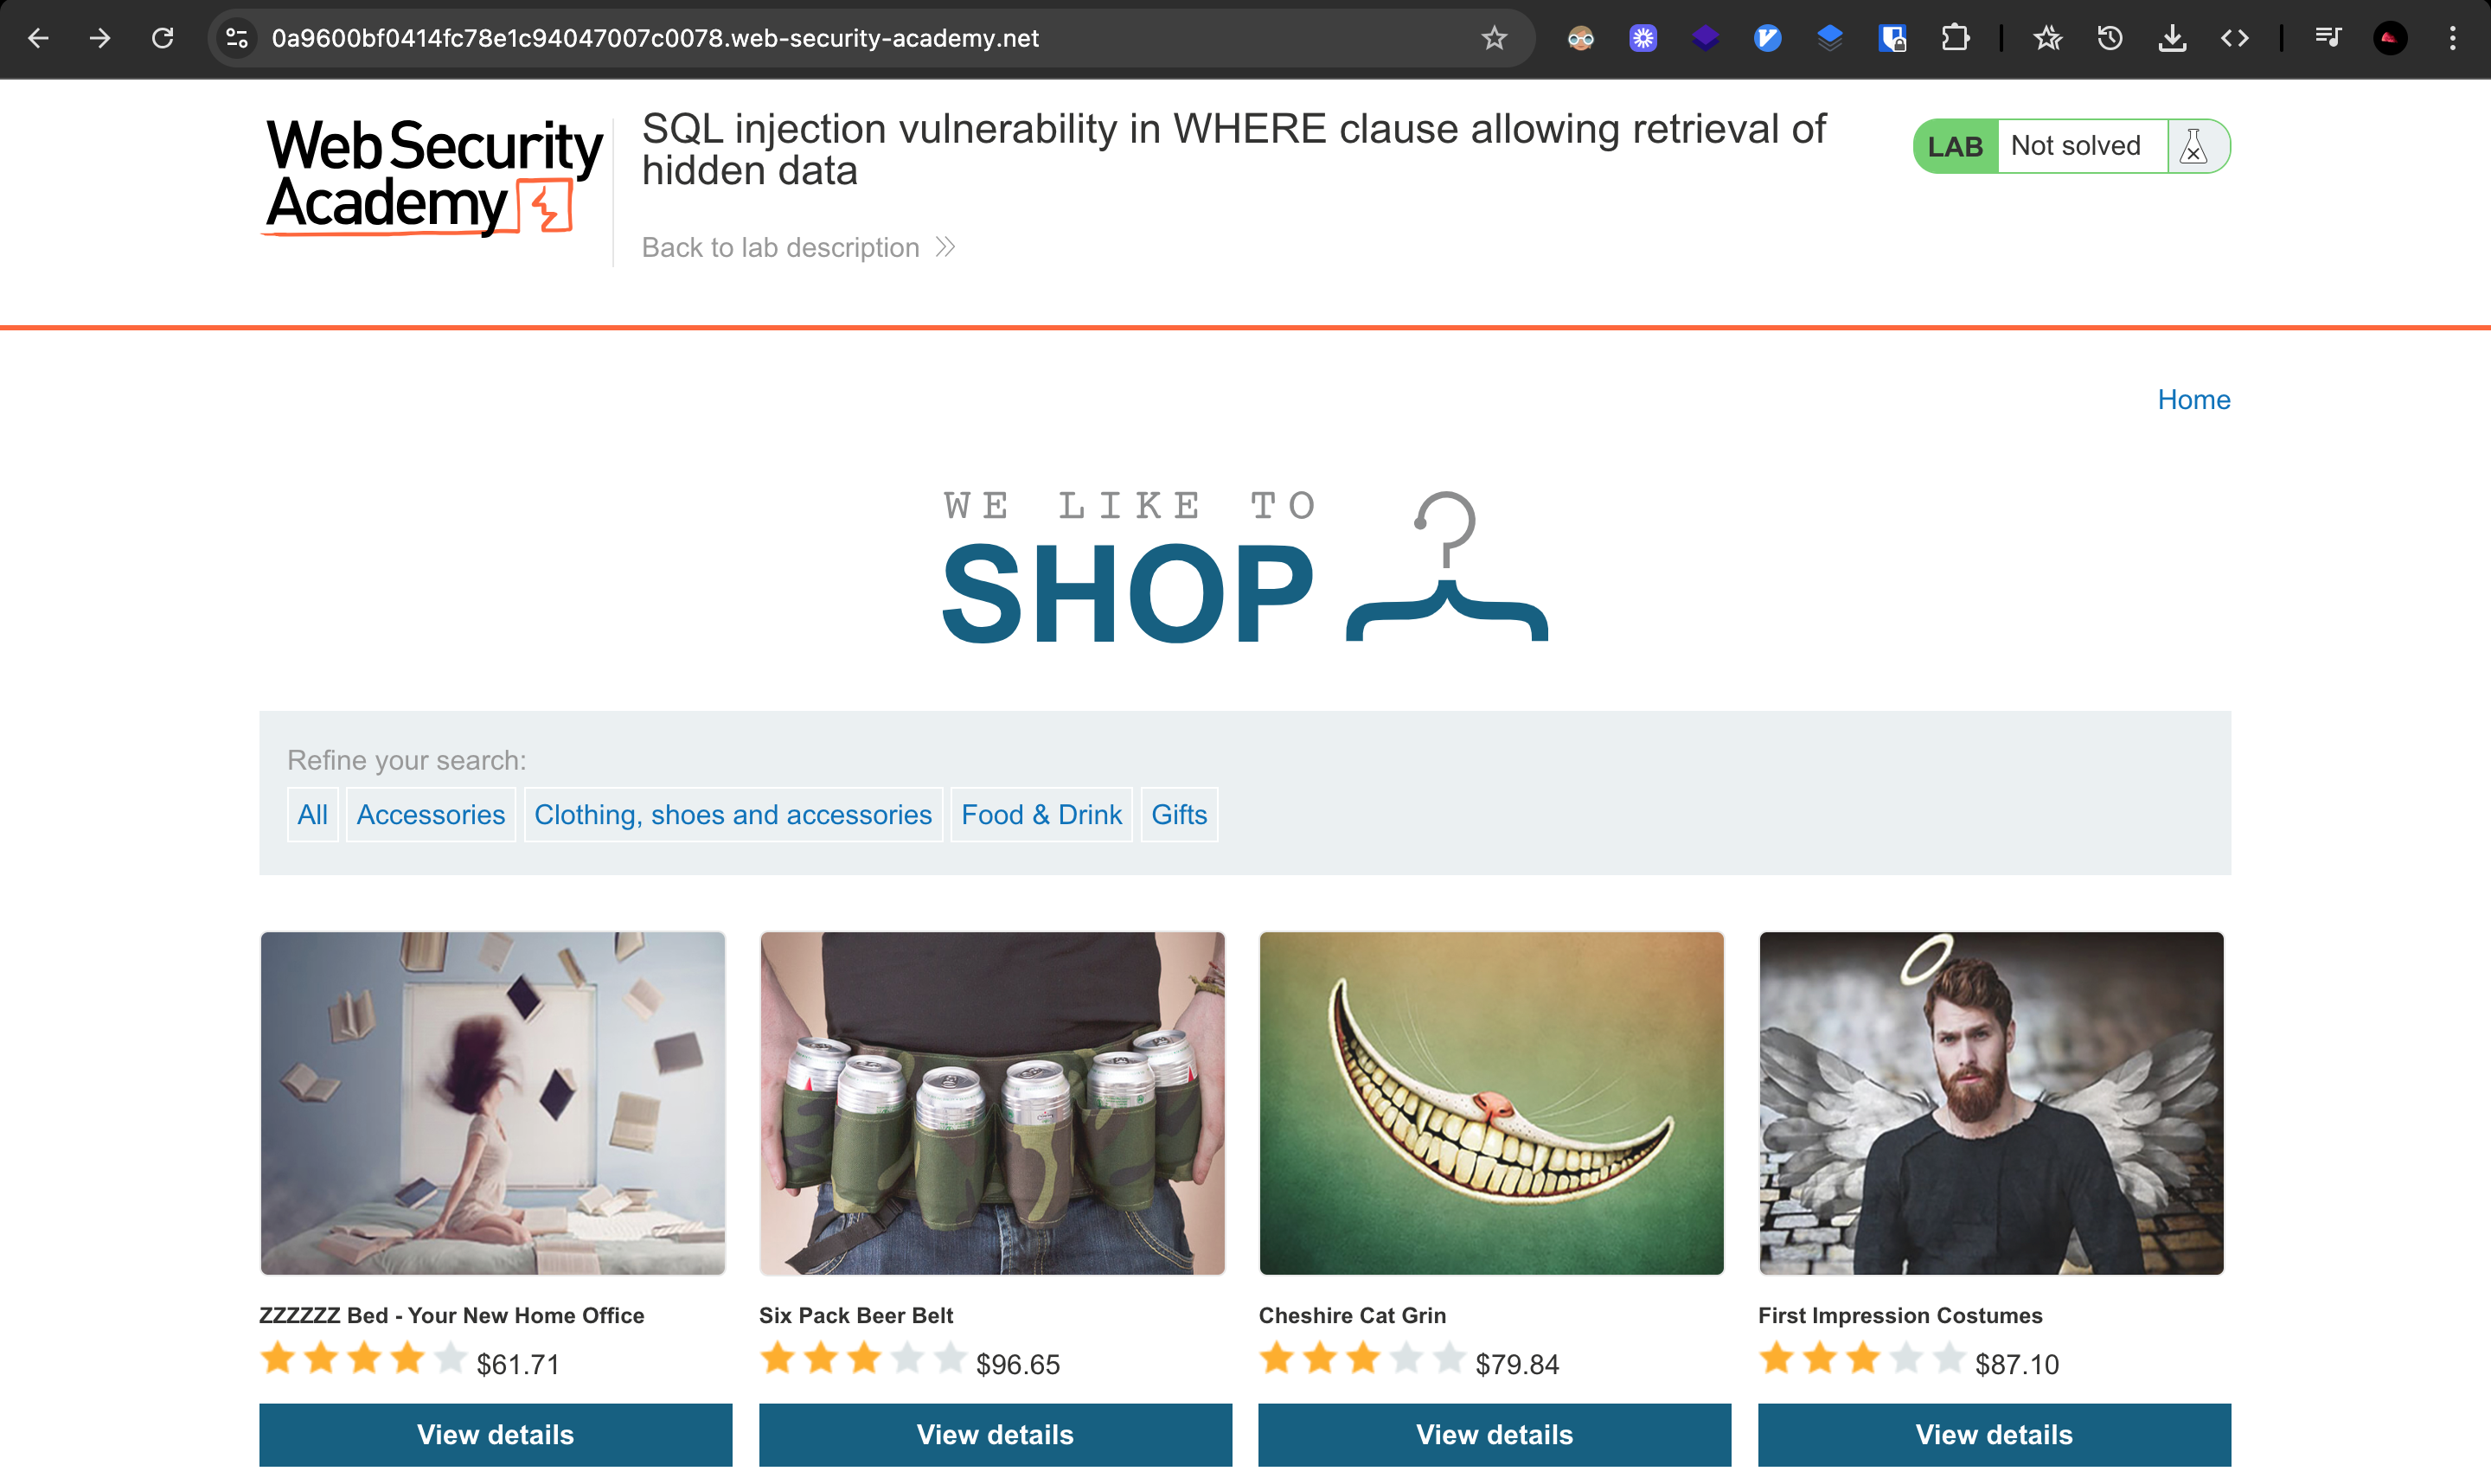 0a9600bf0414fc78e1c94047007c0078.web-security-academy.net
Web Security
Academy
SQL injection vulnerability in WHERE clause allowing retrieval of
hidden data
LAB Not solved
Back to lab description
Home
WE LIKE TO
SHOP
Refine your search:
All Accessories Clothing, shoes and accessories Food & Drink Gifts
ZZZZZZ Bed - Your New Home Office
$61.71
View details
Six Pack Beer Belt
$96.65
View details
Cheshire Cat Grin
$79.84
View details
First Impression Costumes
$87.10
View details